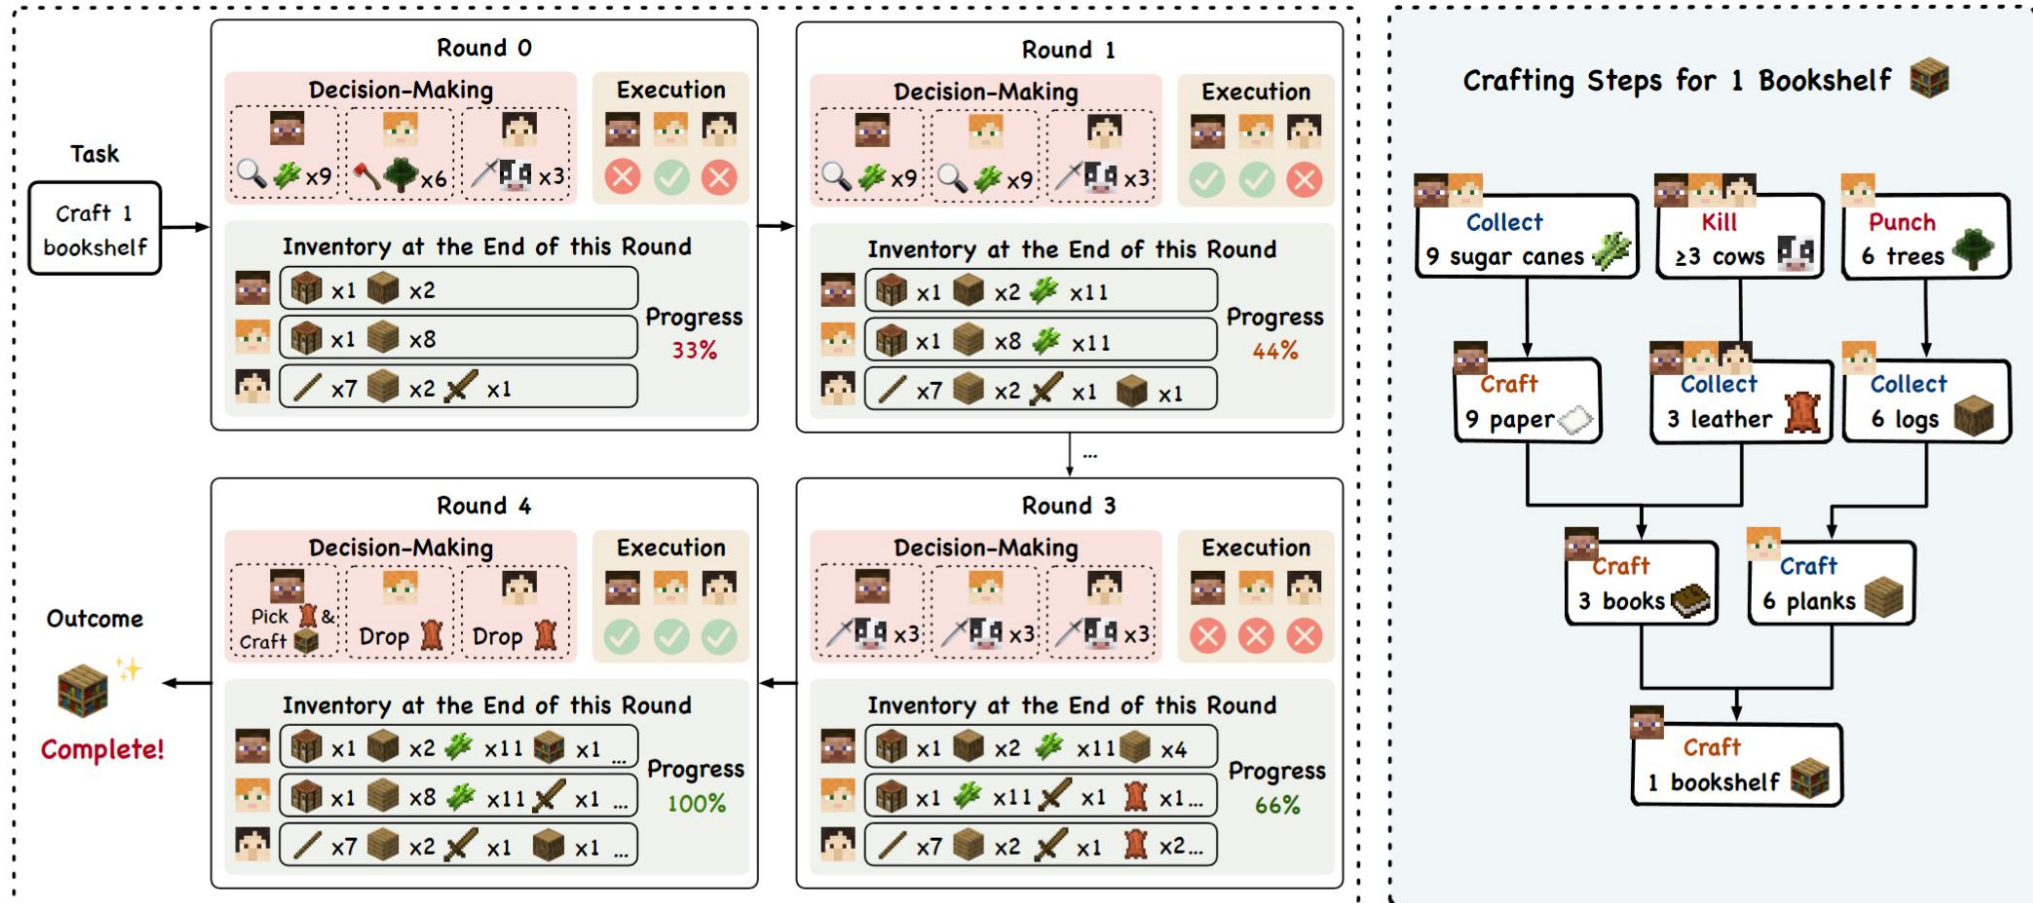 Task
Craft 1
bookshelf
Round 0
Decision-Making
Execution
x9
x6
x3
Inventory at the End of this Round
x1 x2
x1 x8
x7 x2 x1
Progress
33%
Round 1
Decision-Making
Execution
x9
x9
x3
Inventory at the End of this Round
x1 x2 x11
x1 x8 x11
x7 x2 x1 x1
Progress
44%
...
Round 3
Decision-Making
Execution
x3
x3
x3
Inventory at the End of this Round
x1 x2 x11 x4
x1 x11 x1 x1...
x7 x2 x1 x2...
Progress
66%
Round 4
Decision-Making
Execution
Pick &
Craft
Drop
Drop
Inventory at the End of this Round
x1 x2 x11 x1 ...
x1 x8 x11 x1 ...
x7 x2 x1 x1 ...
Progress
100%
Outcome
Complete!
Crafting Steps for 1 Bookshelf
Collect
9 sugar canes
Kill
≥3 cows
Punch
6 trees
Craft
9 paper
Collect
3 leather
Collect
6 logs
Craft
3 books
Craft
6 planks
Craft
1 bookshelf